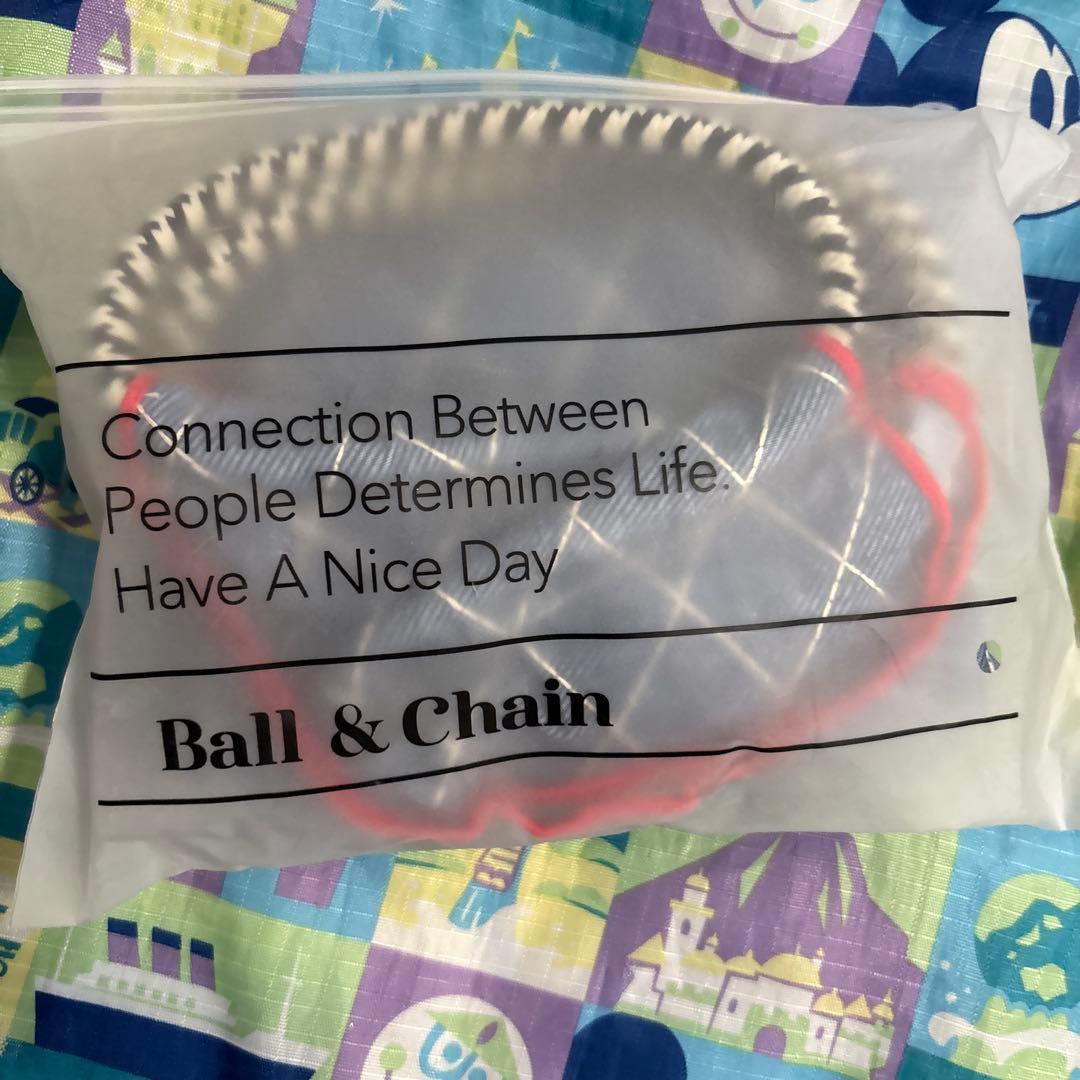 Connection Between
People Determines Life.
Have A Nice Day
Ball & Chain